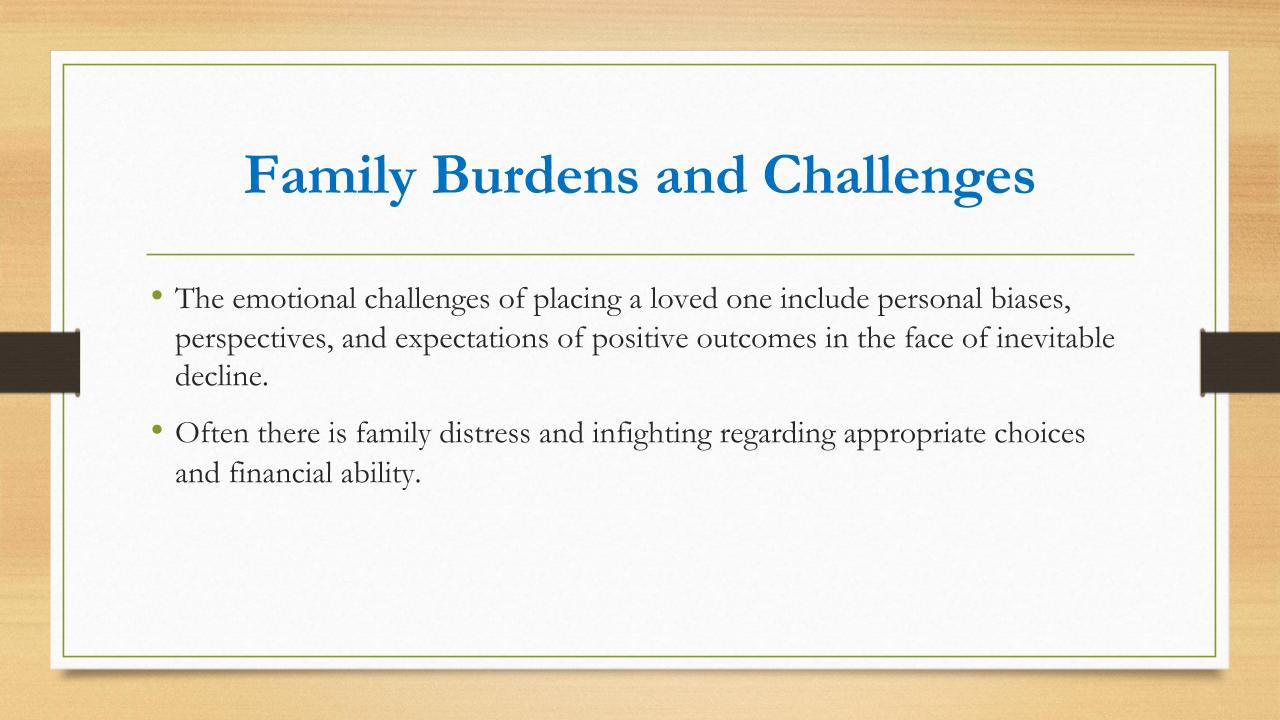 Family Burdens and Challenges
• The emotional challenges of placing a loved one include personal biases,
perspectives, and expectations of positive outcomes in the face of inevitable
decline.
• Often there is family distress and infighting regarding appropriate choices
and financial ability.